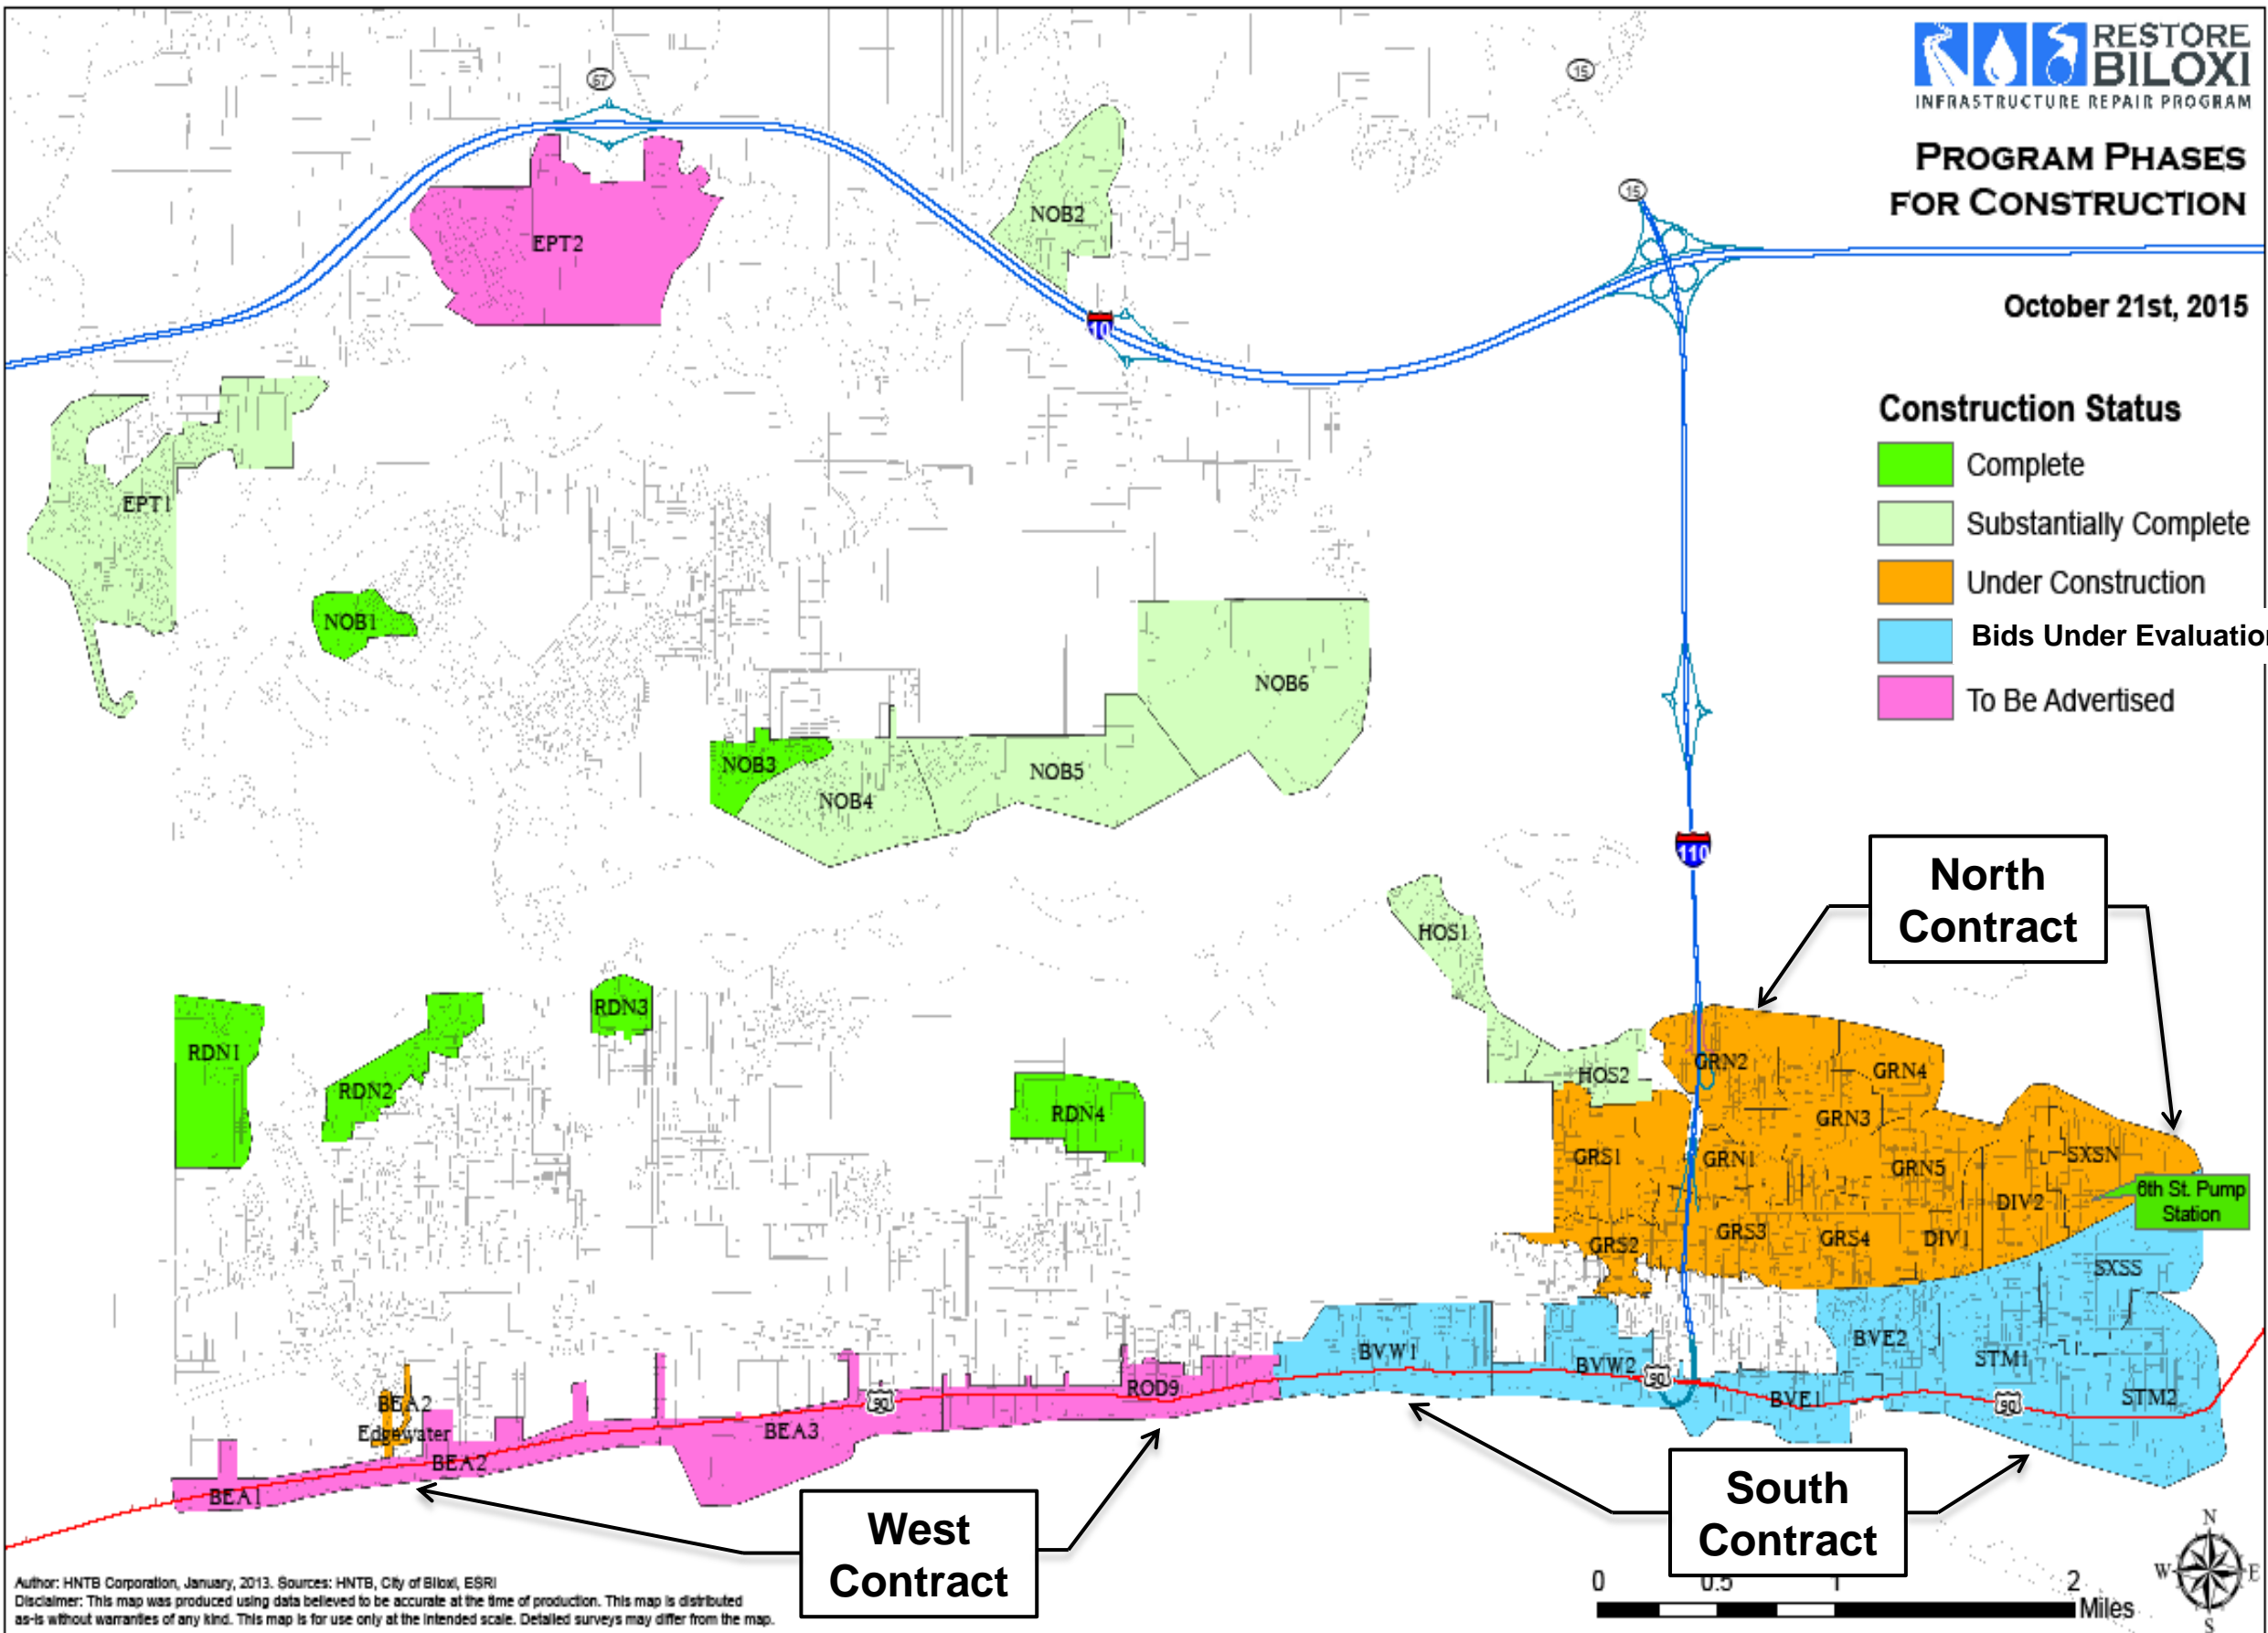 RESTORE
BILOXI
INFRASTRUCTURE REPAIR PROGRAM
PROGRAM PHASES
FOR CONSTRUCTION
October 21st, 2015
Construction Status
Complete
Substantially Complete
Under Construction
Bids Under Evaluation
To Be Advertised
67
15
15
NOB2
EPT2
10
EPT1
NOB1
NOB6
NOB3
NOB5
NOB4
110
North
Contract
HOS1
RDN3
RDN1
RDN2
RDN4
HOS2
GRN2
GRN4
GRN3
GRS1
GRN1
GRN5
SXSN
DIV2
6th St. Pump
Station
GRS2
GRS3
GRS4
DIV1
SXSS
BVW1
BVW2
BVE2
STM1
90
BVE1
90
STM2
BEA2
Edgewater
BEA1
BEA2
BEA3
90
ROD9
West
Contract
South
Contract
N
W
E
S
0
0.5
1
2
Miles
Author: HNTB Corporation, January, 2013. Sources: HNTB, City of Biloxi, ESRI
Disclaimer: This map was produced using data believed to be accurate at the time of production. This map is distributed
as-is without warranties of any kind. This map is for use only at the intended scale. Detailed surveys may differ from the map.